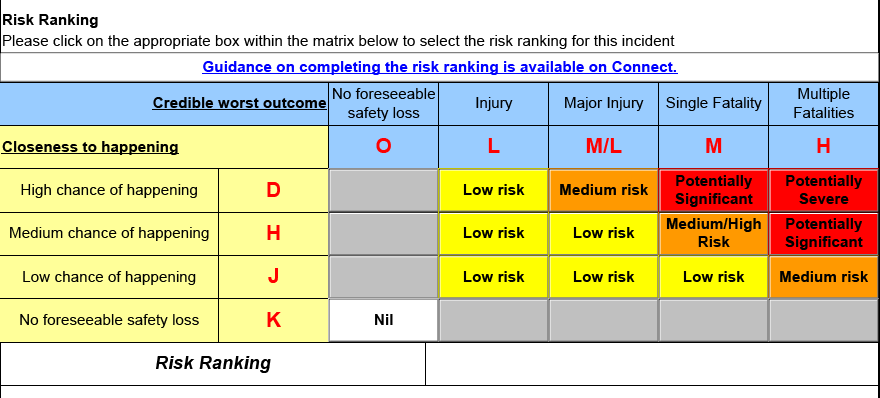 Risk Ranking
Please click on the appropriate box within the matrix below to select the risk ranking for this incident
Guidance on completing the risk ranking is available on Connect.
Credible worst outcome
No foreseeable
safety loss
Injury
Major Injury
Single Fatality
Multiple
Fatalities
Closeness to happening
O
L
M/L
M
H
High chance of happening
D
Low risk
Medium risk
Potentially
Significant
Potentially
Severe
Medium chance of happening
H
Low risk
Low risk
Medium/High
Risk
Potentially
Significant
Low chance of happening
J
Low risk
Low risk
Low risk
Medium risk
No foreseeable safety loss
K
Nil
Risk Ranking